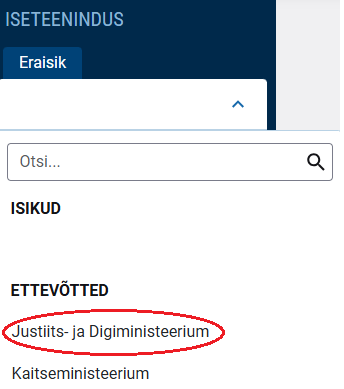 ISETEENINDUS
Eraisik
Otsi...
ISIKUD
ETTEVÕTTED
Justiits- ja Digiministeerium
Kaitseministeerium